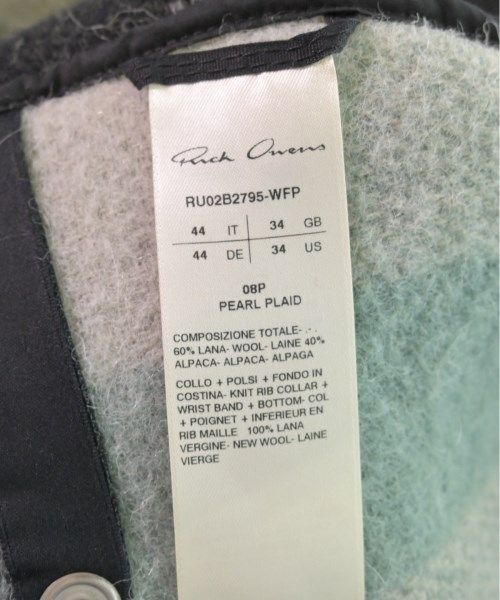 Rick Owens
RU02B2795-WFP
44 IT 34 GB
44 DE 34 US
08P
PEARL PLAID
COMPOSIZIONE TOTALE- - -
60% LANA- WOOL- LAINE 40%
ALPACA- ALPACA- ALPAGA
COLLO + POLSI + FONDO IN
COSTINA- KNIT RIB COLLAR +
WRIST BAND + BOTTOM- COL
+ POIGNET + INFERIEUR EN
RIB MAILLE 100% LANA
VERGINE- NEW WOOL- LAINE
VIERGE